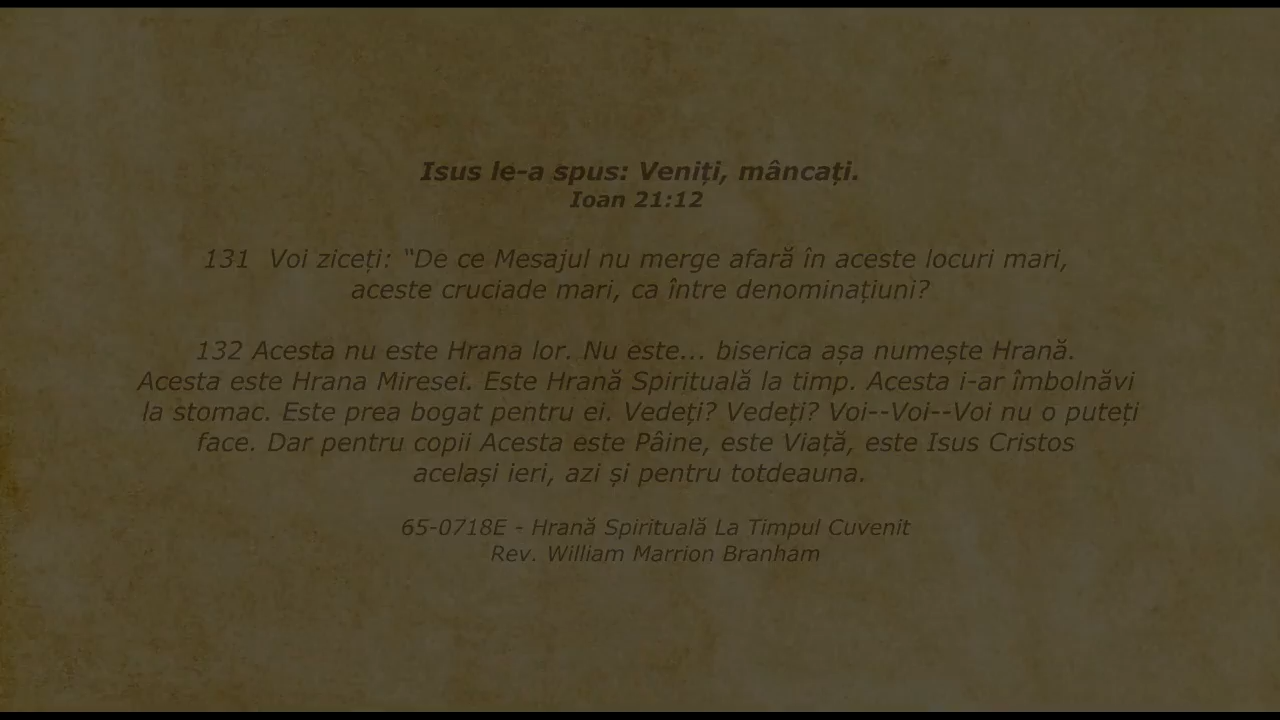 Isus le-a spus: Veniți, mâncați.
Ioan 21:12
131 Voi ziceți: “De ce Mesajul nu merge afară în aceste locuri mari,
aceste cruciade mari, ca între denominațiuni?
132 Acesta nu este Hrana lor. Nu este... biserica așa numește Hrană.
Acesta este Hrana Miresei. Este Hrană Spirituală la timp. Acesta i-ar îmbolnăvi
la stomac. Este prea bogat pentru ei. Vedeți? Vedeți? Voi--Voi--Voi nu o puteți
face. Dar pentru copii Acesta este Pâine, este Viață, este Isus Cristos
același ieri, azi și pentru totdeauna.
65-0718E - Hrană Spirituală La Timpul Cuvenit
Rev. William Marrion Branham